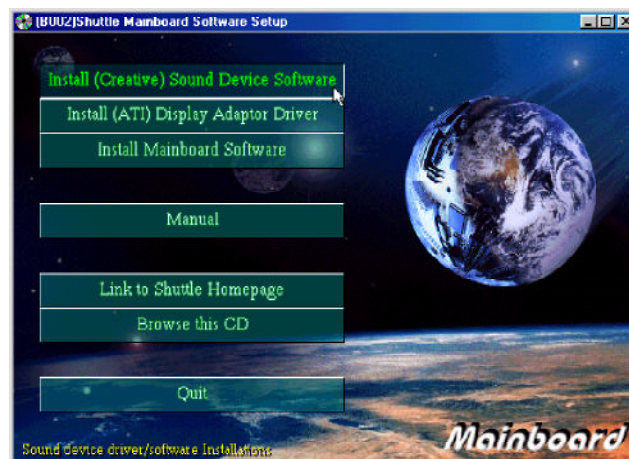 [B002]Shuttle Mainboard Software Setup
Install (Creative) Sound Device Software
Install (ATI) Display Adaptor Driver
Install Mainboard Software
Manual
Link to Shuttle Homepage
Browse this CD
Quit
Mainboard
Sound device driver/software Installations